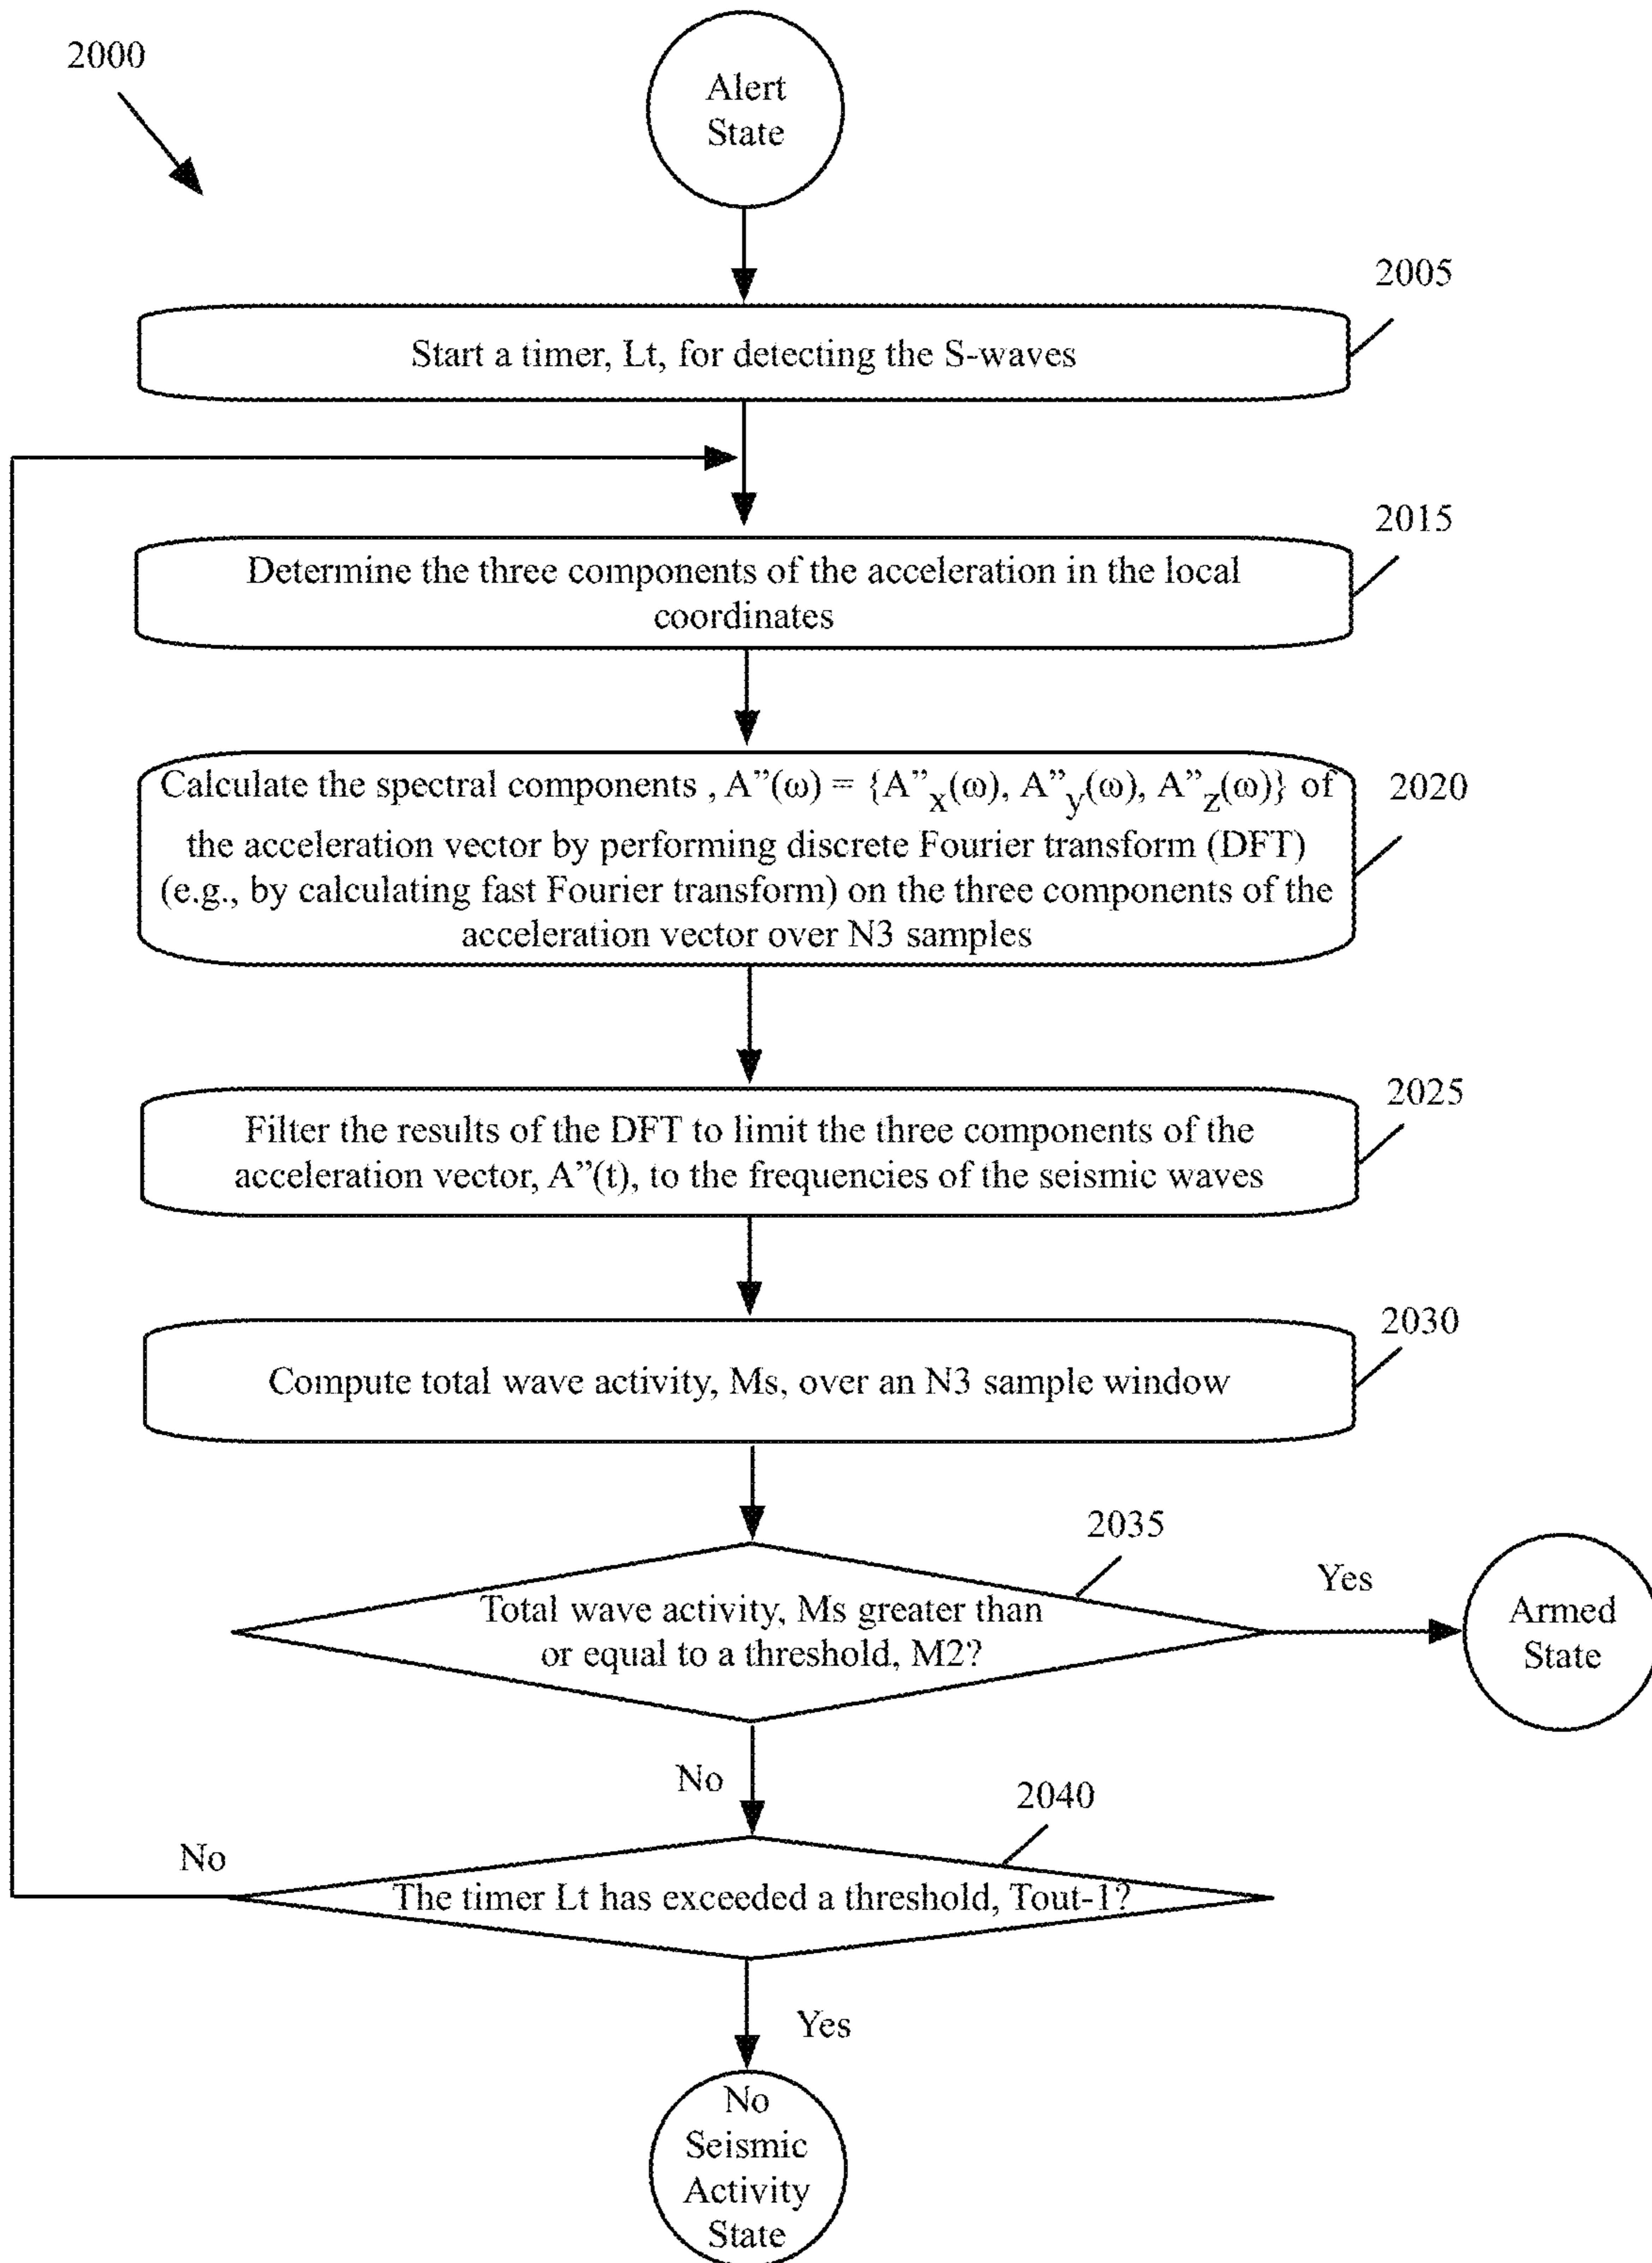 2000
Alert
State
2005
Start a timer, Lt, for detecting the S-waves
2015
Determine the three components of the acceleration in the local
coordinates
2020
Calculate the spectral components , A”(ω) = {A”x(ω), A”y(ω), A”z(ω)} of
the acceleration vector by performing discrete Fourier transform (DFT)
(e.g., by calculating fast Fourier transform) on the three components of the
acceleration vector over N3 samples
2025
Filter the results of the DFT to limit the three components of the
acceleration vector, A”(t), to the frequencies of the seismic waves
2030
Compute total wave activity, Ms, over an N3 sample window
2035
Total wave activity, Ms greater than
or equal to a threshold, M2?
Yes
Armed
State
No
2040
No
The timer Lt has exceeded a threshold, Tout-1?
Yes
No
Seismic
Activity
State